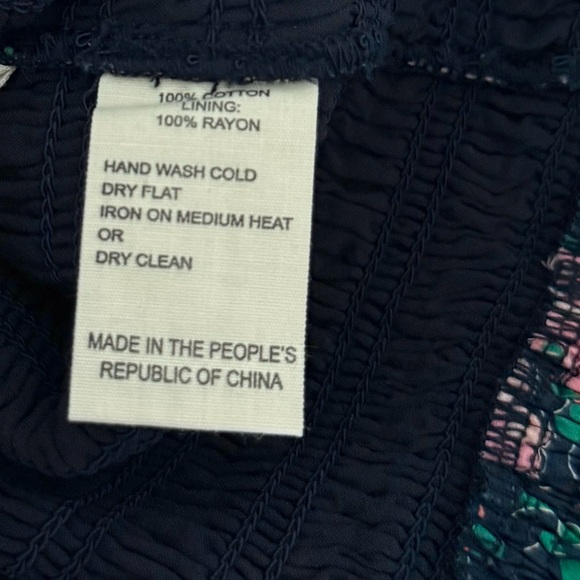 100% COTTON
LINING:
100% RAYON
HAND WASH COLD
DRY FLAT
IRON ON MEDIUM HEAT
OR
DRY CLEAN
MADE IN THE PEOPLE'S
REPUBLIC OF CHINA